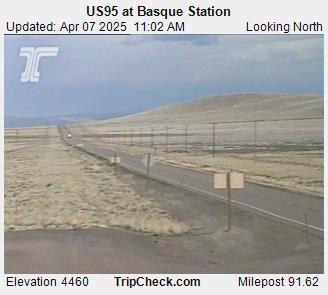 US95 at Basque Station
Updated: Apr 07 2025 11:02 AM Looking North
Elevation 4460 TripCheck.com Milepost 91.62